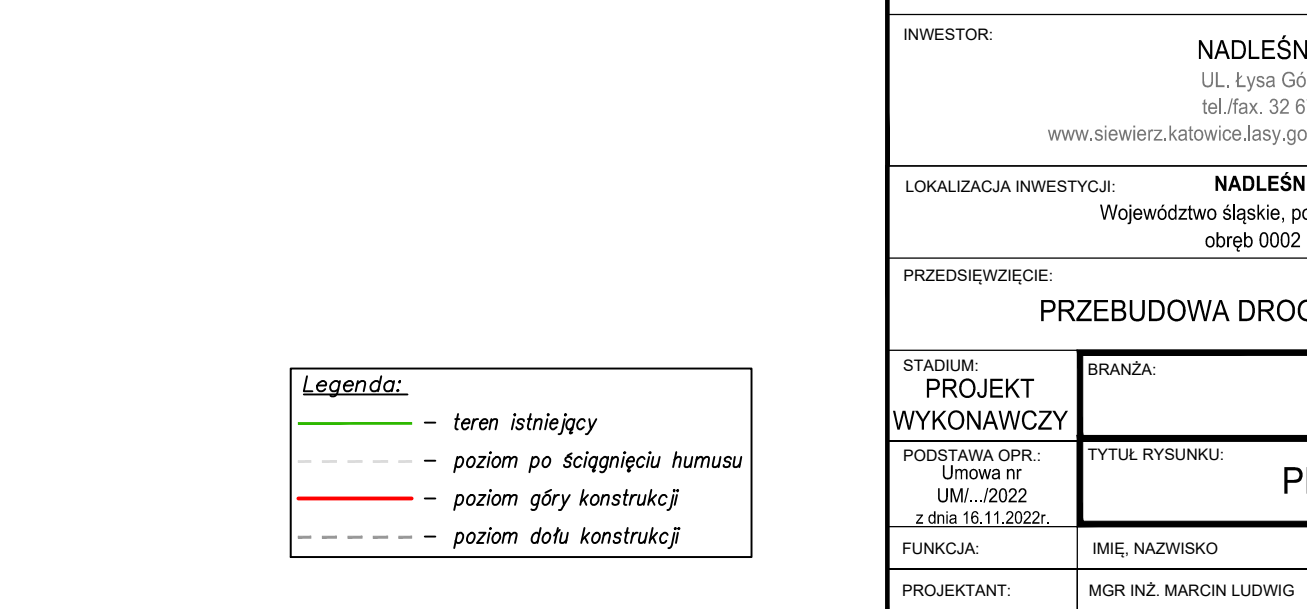 INWESTOR:
NADLEŚN
UL. Łysa Gó
tel./fax. 32 6
www.siewierz.katowice.lasy.go
LOKALIZACJA INWESTYCJI:
NADLEŚN
Województwo śląskie, po
obręb 0002
PRZEDSIĘWZIĘCIE:
PRZEBUDOWA DROG
STADIUM:
PROJEKT
WYKONAWCZY
BRANŻA:
PODSTAWA OPR.:
Umowa nr
UM/.../2022
z dnia 16.11.2022r.
TYTUŁ RYSUNKU:
FUNKCJA:
IMIĘ, NAZWISKO
PROJEKTANT:
MGR INŻ. MARCIN LUDWIG
Legenda:
– teren istniejący
– poziom po ściągnięciu humusu
– poziom góry konstrukcji
– poziom dołu konstrukcji